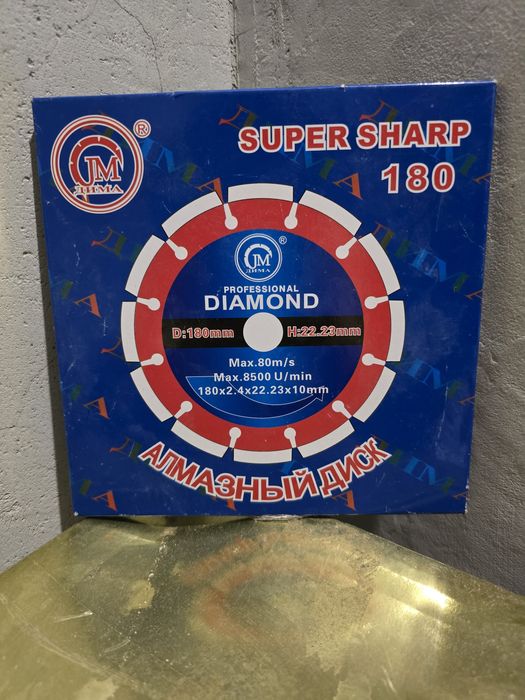 JM
ДИМА
®
SUPER SHARP
180
ДИМА
JM
ДИМА
®
PROFESSIONAL
DIAMOND
D:180mm H:22.23mm
Max.80m/s
Max.8500 U/min
180x2.4x22.23x10mm
АЛМАЗНЫЙ ДИСК